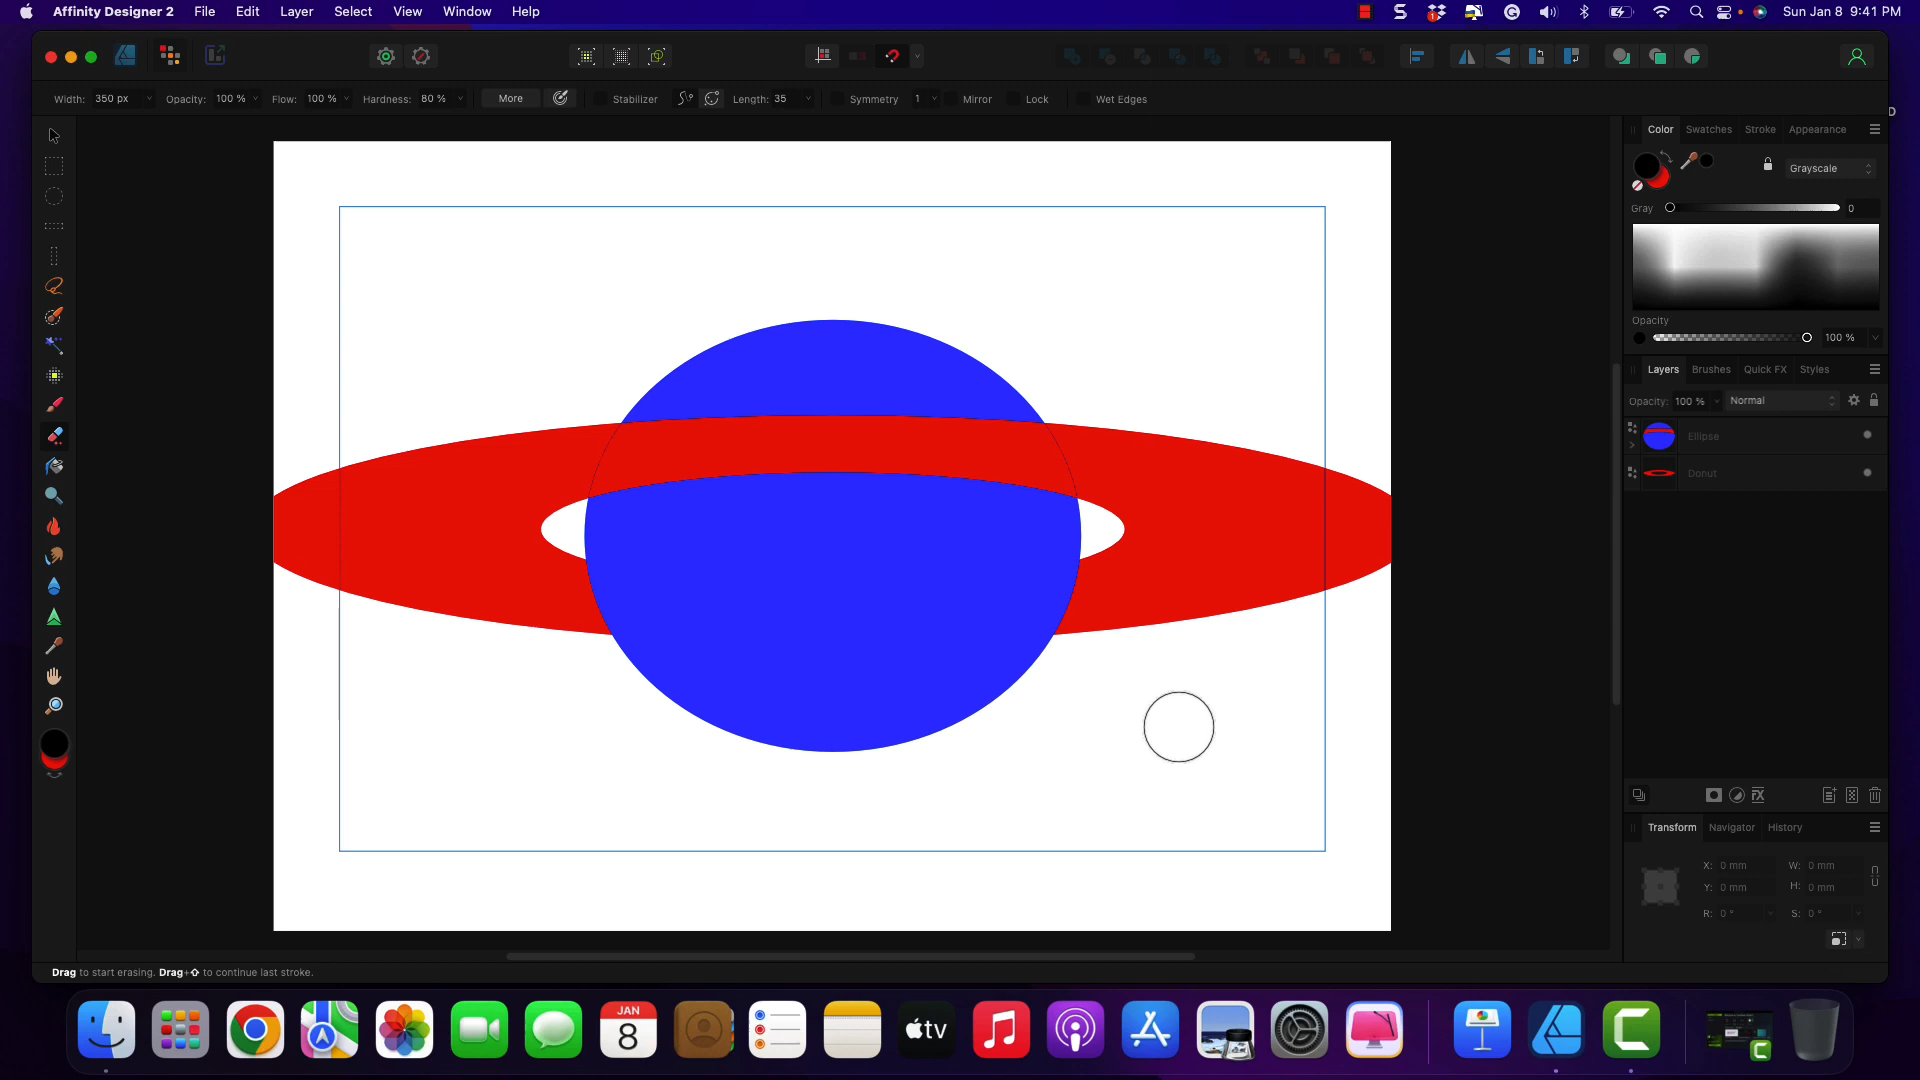 Affinity Designer 2 File Edit Layer Select View Window Help Sun Jan 8 9:41 PM
Width: 350 px Opacity: 100 % Flow: 100 % Hardness: 80 % More Stabilizer Length: 35 Symmetry 1 Mirror Lock Wet Edges
Color Swatches Stroke Appearance
Grayscale
Gray 0
Opacity
100 %
Layers Brushes Quick FX Styles
Opacity: 100 % Normal
Ellipse
Donut
Transform Navigator History
X: 0 mm W: 0 mm
Y: 0 mm H: 0 mm
R: 0 ° S: 0 °
Drag to start erasing. Drag+⇧ to continue last stroke.
JAN
8
tv